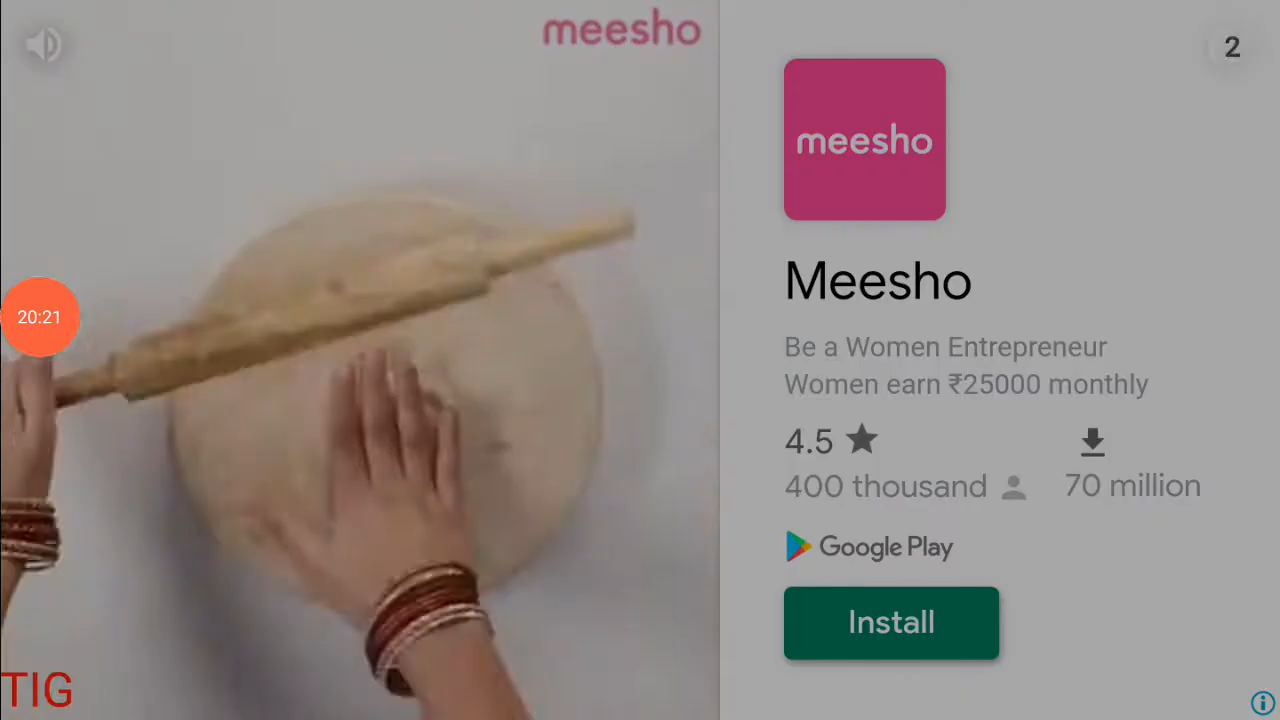 meesho
2
meesho
Meesho
Be a Women Entrepreneur
Women earn ₹25000 monthly
4.5
400 thousand
70 million
Google Play
Install
20:21
TIG